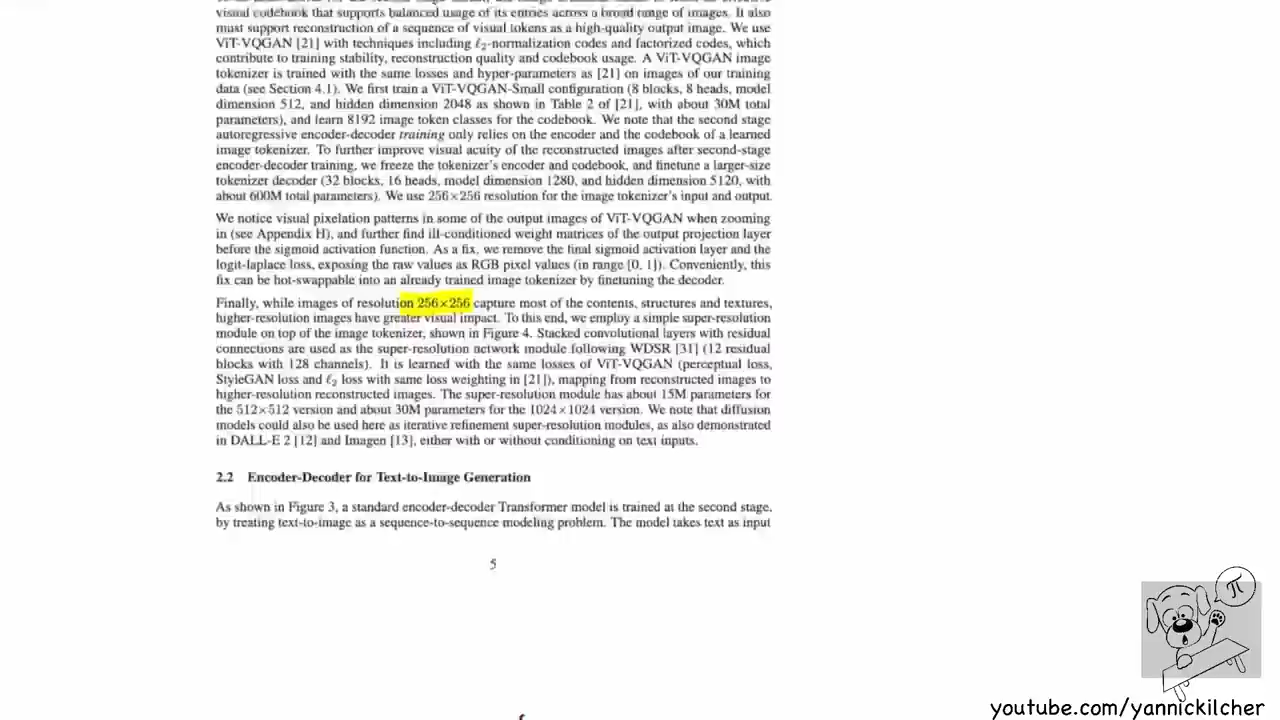 visual codebook that supports balanced usage of its entries across a broad range of images. It also
must support reconstruction of a sequence of visual tokens as a high-quality output image. We use
ViT-VQGAN [21] with techniques including ℓ2-normalization codes and factorized codes, which
contribute to training stability, reconstruction quality and codebook usage. A ViT-VQGAN image
tokenizer is trained with the same losses and hyper-parameters as [21] on images of our training
data (see Section 4.1). We first train a ViT-VQGAN-Small configuration (8 blocks, 8 heads, model
dimension 512, and hidden dimension 2048 as shown in Table 2 of [21], with about 30M total
parameters), and learn 8192 image token classes for the codebook. We note that the second stage
autoregressive encoder-decoder training only relies on the encoder and the codebook of a learned
image tokenizer. To further improve visual acuity of the reconstructed images after second-stage
encoder-decoder training, we freeze the tokenizer's encoder and codebook, and finetune a larger-size
tokenizer decoder (32 blocks, 16 heads, model dimension 1280, and hidden dimension 5120, with
about 600M total parameters). We use 256×256 resolution for the image tokenizer's input and output.
We notice visual pixelation patterns in some of the output images of ViT-VQGAN when zooming
in (see Appendix H), and further find ill-conditioned weight matrices of the output projection layer
before the sigmoid activation function. As a fix, we remove the final sigmoid activation layer and the
logit-laplace loss, exposing the raw values as RGB pixel values (in range [0, 1]). Conveniently, this
fix can be hot-swappable into an already trained image tokenizer by finetuning the decoder.
Finally, while images of resolution 256×256 capture most of the contents, structures and textures,
higher-resolution images have greater visual impact. To this end, we employ a simple super-resolution
module on top of the image tokenizer, shown in Figure 4. Stacked convolutional layers with residual
connections are used as the super-resolution network module following WDSR [31] (12 residual
blocks with 128 channels). It is learned with the same losses of ViT-VQGAN (perceptual loss,
StyleGAN loss and ℓ2 loss with same loss weighting in [21]), mapping from reconstructed images to
higher-resolution reconstructed images. The super-resolution module has about 15M parameters for
the 512×512 version and about 30M parameters for the 1024×1024 version. We note that diffusion
models could also be used here as iterative refinement super-resolution modules, as also demonstrated
in DALL-E 2 [12] and Imagen [13], either with or without conditioning on text inputs.
2.2 Encoder-Decoder for Text-to-Image Generation
As shown in Figure 3, a standard encoder-decoder Transformer model is trained at the second stage,
by treating text-to-image as a sequence-to-sequence modeling problem. The model takes text as input
5
π
youtube.com/yannickilcher